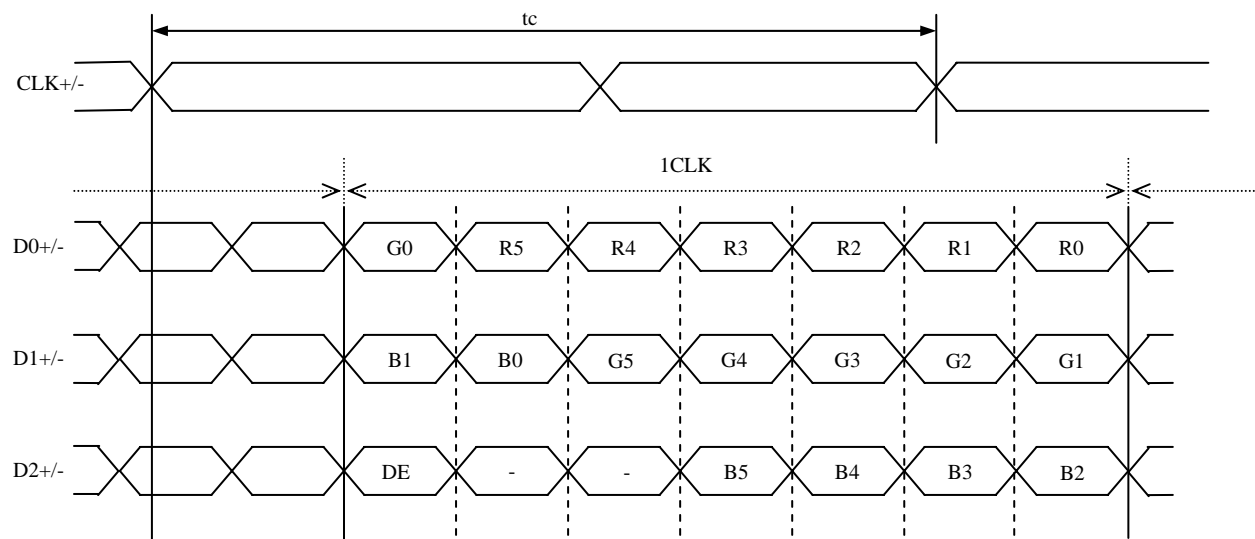 tc
CLK+/-
1CLK
D0+/- G0 R5 R4 R3 R2 R1 R0
D1+/- B1 B0 G5 G4 G3 G2 G1
D2+/- DE - - B5 B4 B3 B2